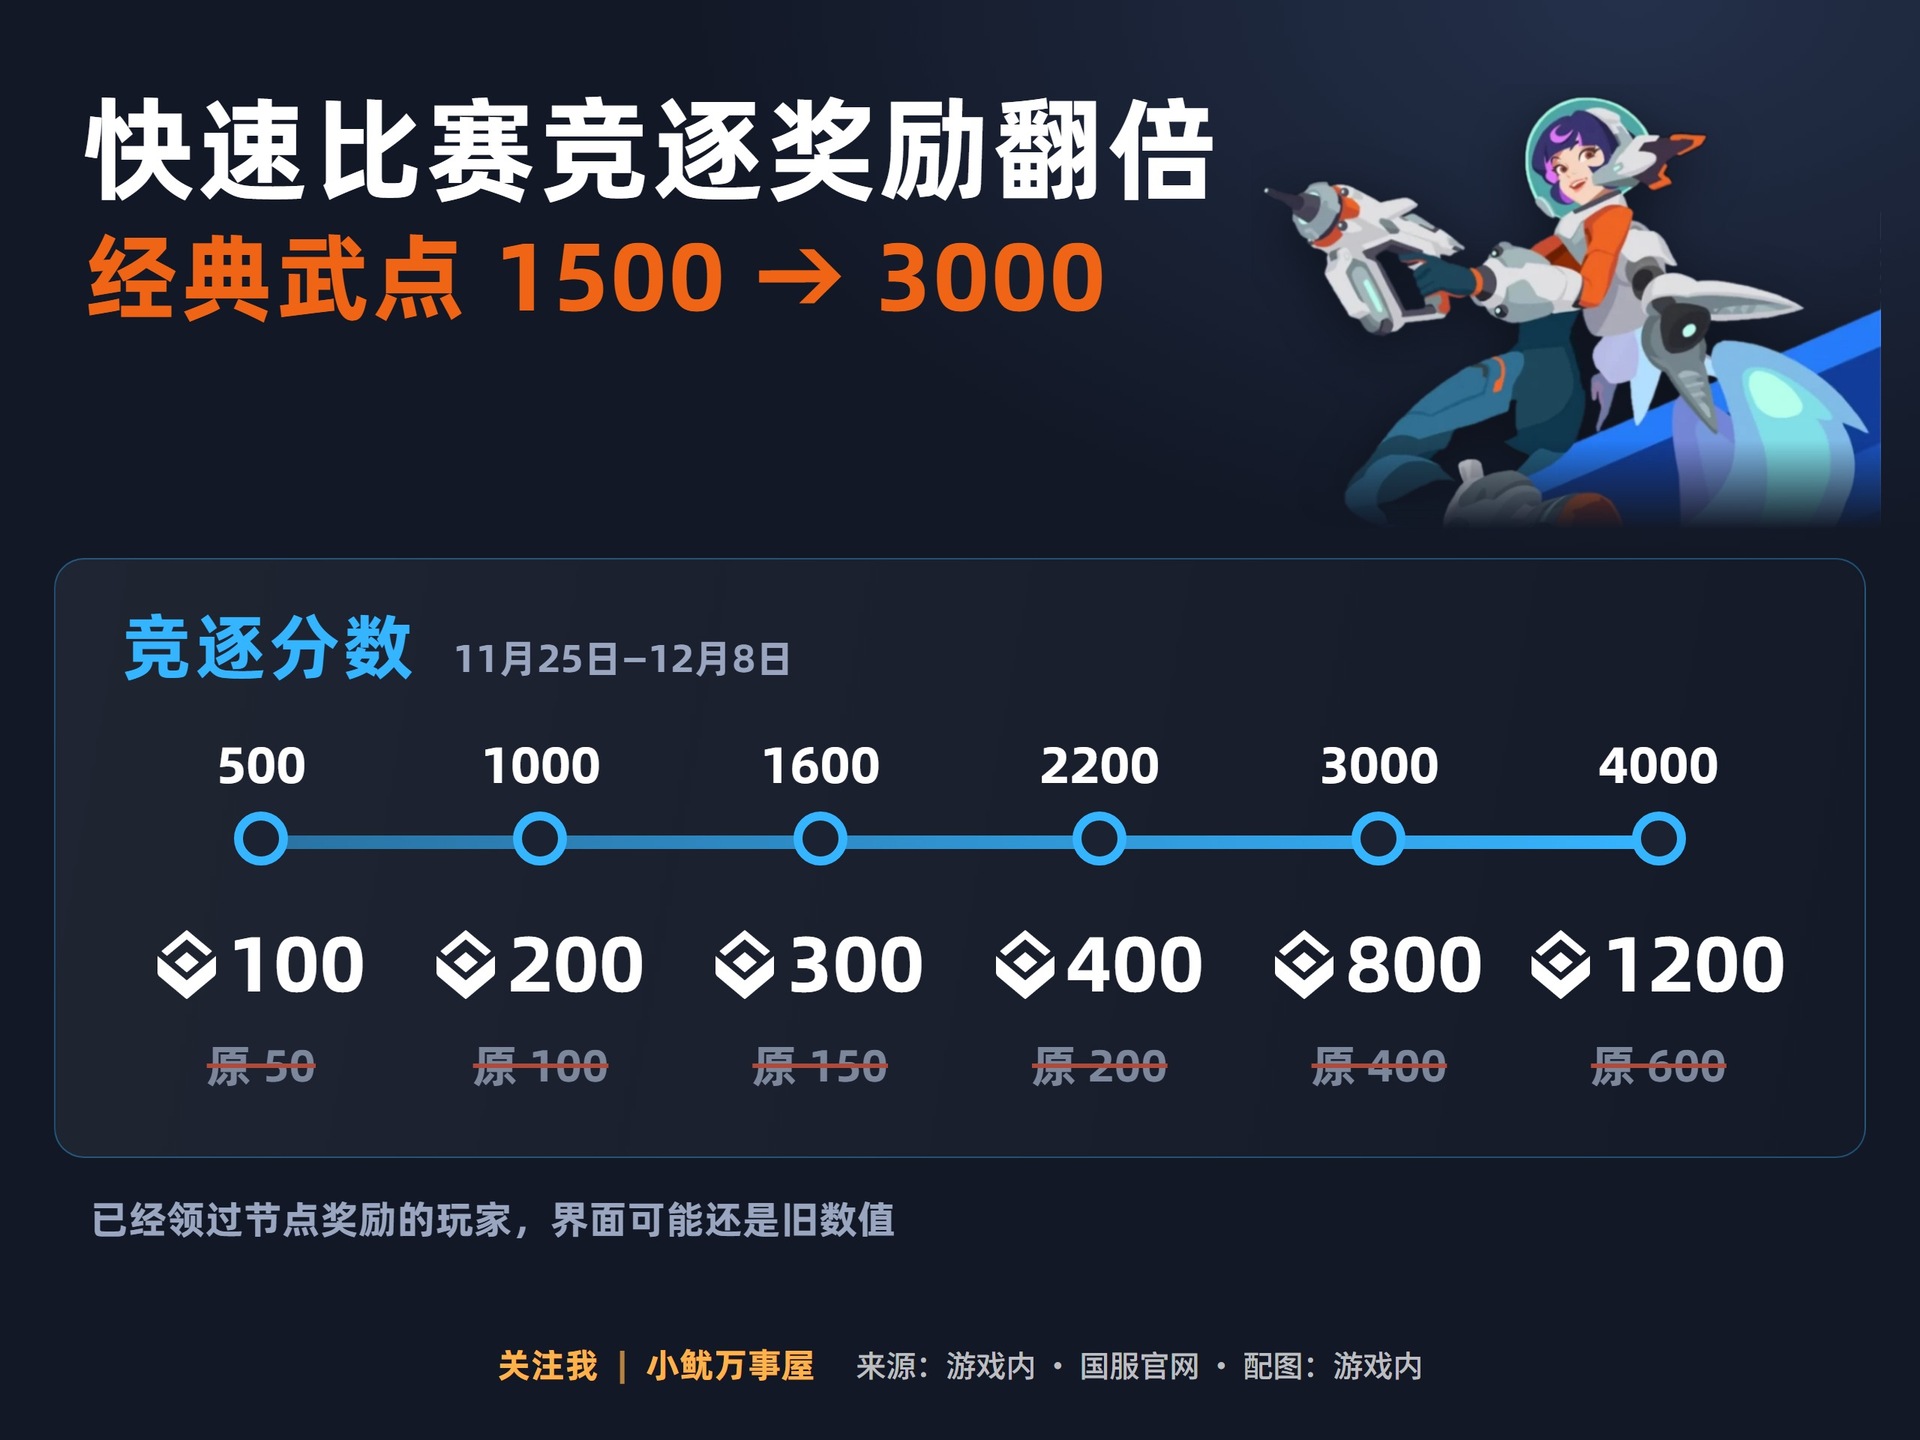 快速比赛竞逐奖励翻倍
经典武点 1500 → 3000
竞逐分数 11月25日–12月8日
500 1000 1600 2200 3000 4000
100 200 300 400 800 1200
原 50 原 100 原 150 原 200 原 400 原 600
已经领过节点奖励的玩家，界面可能还是旧数值
关注我 | 小鱿万事屋 来源：游戏内 · 国服官网 · 配图：游戏内